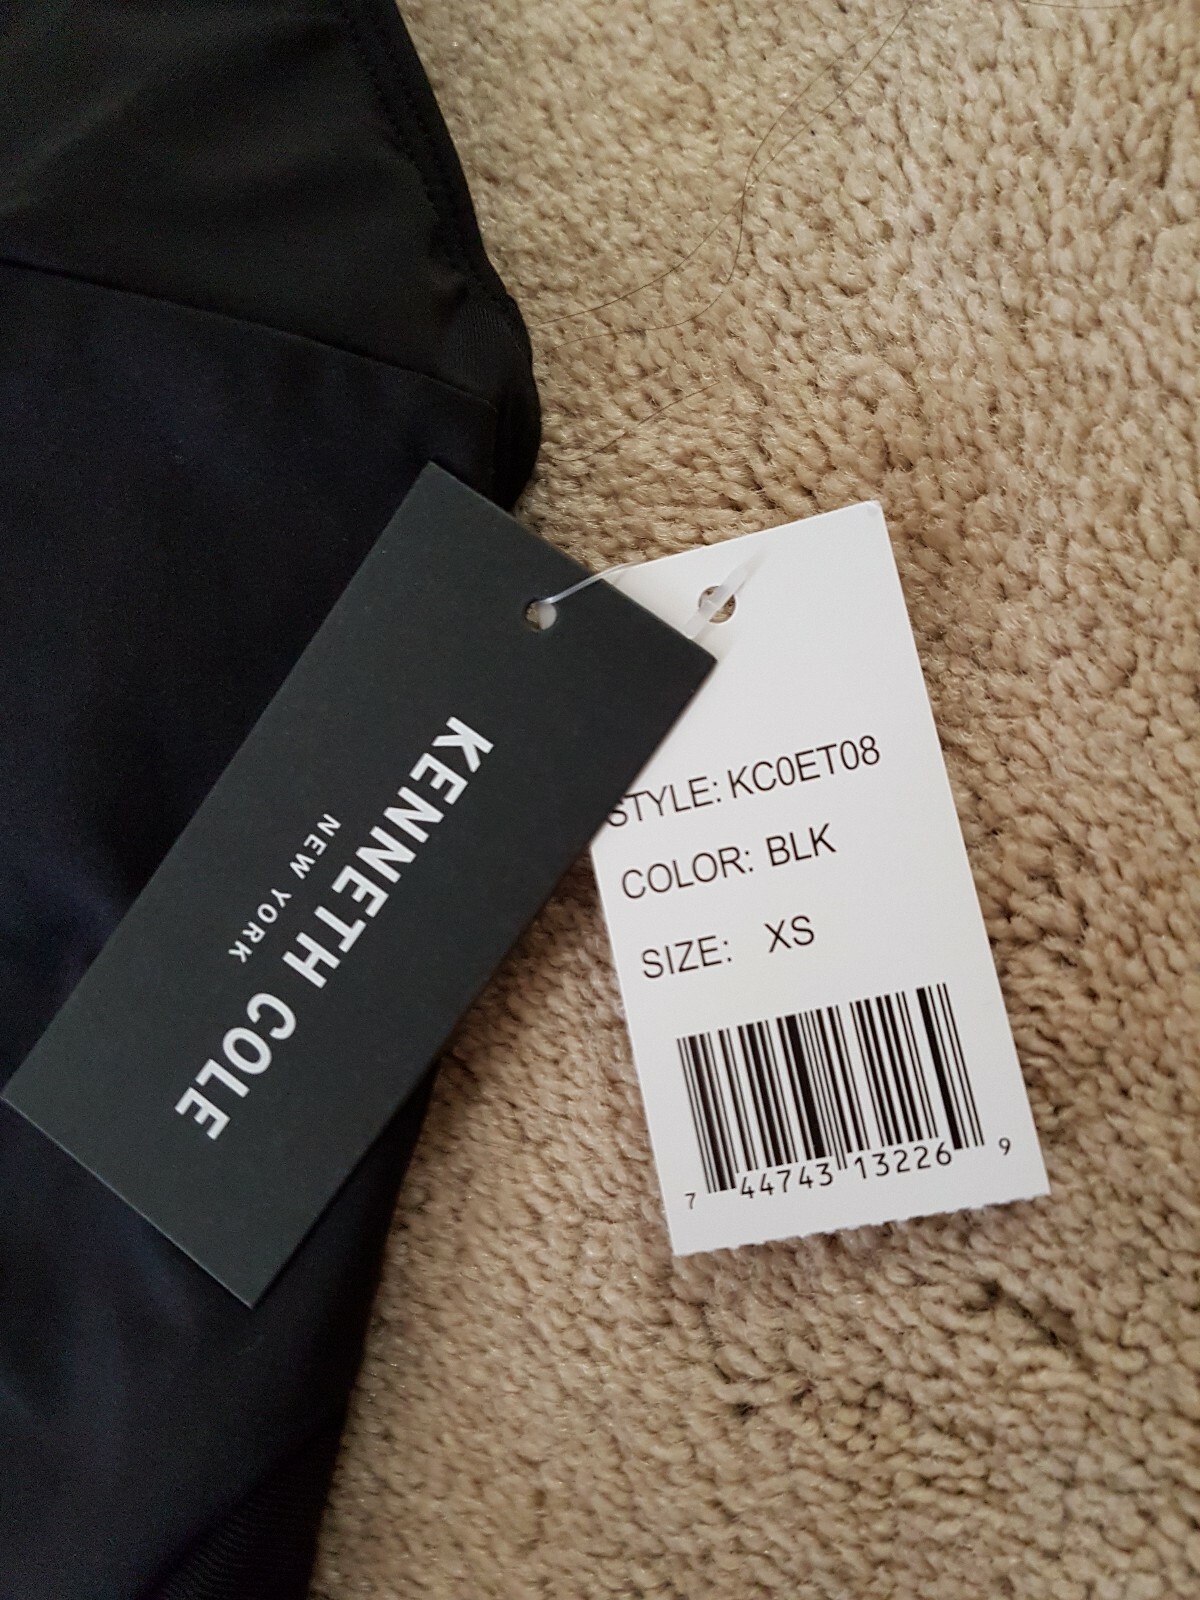 KENNETH COLE
NEW YORK
STYLE: KC0ET08
COLOR: BLK
SIZE: XS
7 44743 13226 9